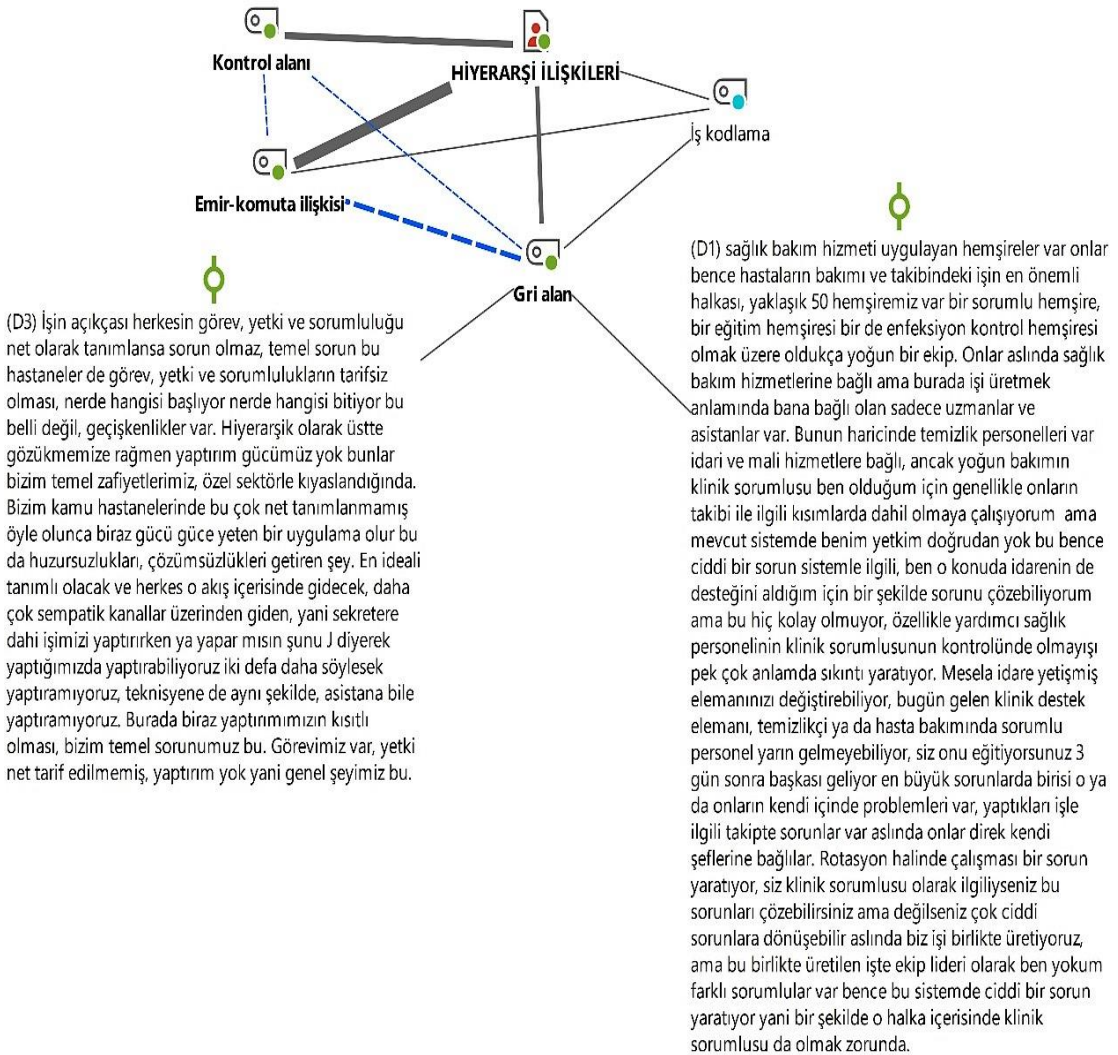 Kontrol alanı
HİYERARŞİ İLİŞKİLERİ
İş kodlama
Emir-komuta ilişkisi
Gri alan
(D3) İşin açıkçası herkesin görev, yetki ve sorumluluğu
net olarak tanımlansa sorun olmaz, temel sorun bu
hastaneler de görev, yetki ve sorumlulukların tarifsiz
olması, nerde hangisi başlıyor nerde hangisi bitiyor bu
belli değil, geçişkenlikler var. Hiyerarşik olarak üstte
gözükmemize rağmen yaptırım gücümüz yok bunlar
bizim temel zafiyetlerimiz, özel sektörle kıyaslandığında.
Bizim kamu hastanelerinde bu çok net tanımlanmamış
öyle olunca biraz gücü güce yeten bir uygulama olur bu
da huzursuzlukları, çözümsüzlükleri getiren şey. En ideali
tanımlı olacak ve herkes o akış içerisinde gidecek, daha
çok sempatik kanallar üzerinden giden, yani sekretere
dahi işimizi yaptırırken ya yapar mısın şunu J diyerek
yaptığımızda yaptırabiliyoruz iki defa daha söylesek
yaptıramıyoruz, teknisyene de aynı şekilde, asistana bile
yaptıramıyoruz. Burada biraz yaptırımımızın kısıtlı
olması, bizim temel sorunumuz bu. Görevimiz var, yetki
net tarif edilmemiş, yaptırım yok yani genel şeyimiz bu.
(D1) sağlık bakım hizmeti uygulayan hemşireler var onlar
bence hastaların bakımı ve takibindeki işin en önemli
halkası, yaklaşık 50 hemşiremiz var bir sorumlu hemşire,
bir eğitim hemşiresi bir de enfeksiyon kontrol hemşiresi
olmak üzere oldukça yoğun bir ekip. Onlar aslında sağlık
bakım hizmetlerine bağlı ama burada işi üretmek
anlamında bana bağlı olan sadece uzmanlar ve
asistanlar var. Bunun haricinde temizlik personelleri var
idari ve mali hizmetlere bağlı, ancak yoğun bakımın
klinik sorumlusu ben olduğum için genellikle onların
takibi ile ilgili kısımlarda dahil olmaya çalışıyorum ama
mevcut sistemde benim yetkim doğrudan yok bu bence
ciddi bir sorun sistemle ilgili, ben o konuda idarenin de
desteğini aldığım için bir şekilde sorunu çözebiliyorum
ama bu hiç kolay olmuyor, özellikle yardımcı sağlık
personelinin klinik sorumlusunun kontrolünde olmayışı
pek çok anlamda sıkıntı yaratıyor. Mesela idare yetişmiş
elemanınızı değiştirebiliyor, bugün gelen klinik destek
elemanı, temizlikçi ya da hasta bakımında sorumlu
personel yarın gelmeyebiliyor, siz onu eğitiyorsunuz 3
gün sonra başkası geliyor en büyük sorunlarda birisi o ya
da onların kendi içinde problemleri var, yaptıkları işle
ilgili takipte sorunlar var aslında onlar direk kendi
şeflerine bağlılar. Rotasyon halinde çalışması bir sorun
yaratıyor, siz klinik sorumlusu olarak ilgiliyseniz bu
sorunları çözebilirsiniz ama değilseniz çok ciddi
sorunlara dönüşebilir aslında biz işi birlikte üretiyoruz,
ama bu birlikte üretilen işte ekip lideri olarak ben yokum
farklı sorumlular var bence bu sistemde ciddi bir sorun
yaratıyor yani bir şekilde o halka içerisinde klinik
sorumlusu da olmak zorunda.